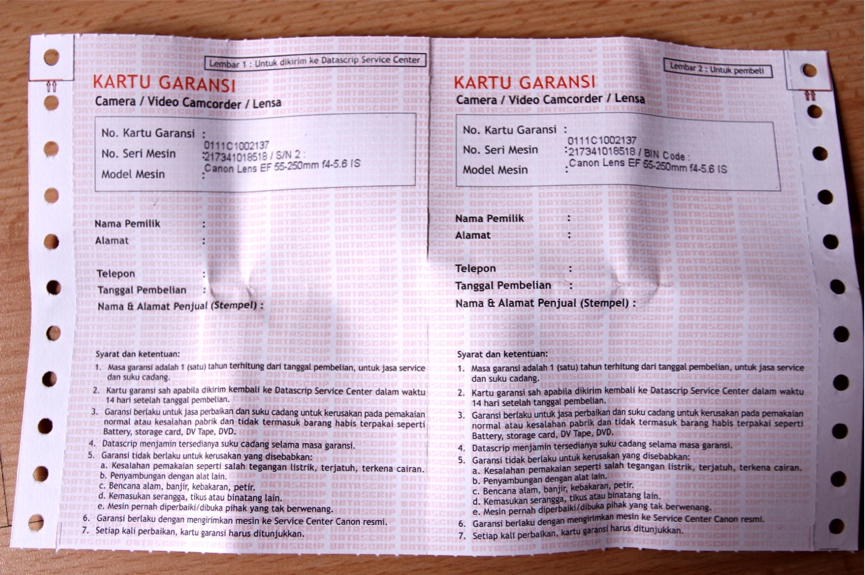 Lembar 1 : Untuk dikirim ke Datascrip Service Center
KARTU GARANSI
Camera / Video Camcorder / Lensa
No. Kartu Garansi :
0111C1002137
No. Seri Mesin :217341018518 / S/N 2 :
Model Mesin :Canon Lens EF 55-250mm f4-5.6 IS
Nama Pemilik :
Alamat :
Telepon :
Tanggal Pembelian :
Nama & Alamat Penjual (Stempel) :
Syarat dan ketentuan:
1. Masa garansi adalah 1 (satu) tahun terhitung dari tanggal pembelian, untuk jasa service
dan suku cadang.
2. Kartu garansi sah apabila dikirim kembali ke Datascrip Service Center dalam waktu
14 hari setelah tanggal pembelian.
3. Garansi berlaku untuk jasa perbaikan dan suku cadang untuk kerusakan pada pemakaian
normal atau kesalahan pabrik dan tidak termasuk barang habis terpakai seperti
Battery, storage card, DV Tape, DVD.
4. Datascrip menjamin tersedianya suku cadang selama masa garansi.
5. Garansi tidak berlaku untuk kerusakan yang disebabkan:
a. Kesalahan pemakaian seperti salah tegangan listrik, terjatuh, terkena cairan.
b. Penyambungan dengan alat lain.
c. Bencana alam, banjir, kebakaran, petir.
d. Kemasukan serangga, tikus atau binatang lain.
e. Mesin pernah diperbaiki/dibuka pihak yang tak berwenang.
6. Garansi berlaku dengan mengirimkan mesin ke Service Center Canon resmi.
7. Setiap kali perbaikan, kartu garansi harus ditunjukkan.
Lembar 2 : Untuk pembeli
KARTU GARANSI
Camera / Video Camcorder / Lensa
No. Kartu Garansi :
0111C1002137
No. Seri Mesin :217341018518 / BIN Code :
Model Mesin :Canon Lens EF 55-250mm f4-5.6 IS
Nama Pemilik :
Alamat :
Telepon :
Tanggal Pembelian :
Nama & Alamat Penjual (Stempel) :
Syarat dan ketentuan:
1. Masa garansi adalah 1 (satu) tahun terhitung dari tanggal pembelian, untuk jasa service
dan suku cadang.
2. Kartu garansi sah apabila dikirim kembali ke Datascrip Service Center dalam waktu
14 hari setelah tanggal pembelian.
3. Garansi berlaku untuk jasa perbaikan dan suku cadang untuk kerusakan pada pemakaian
normal atau kesalahan pabrik dan tidak termasuk barang habis terpakai seperti
Battery, storage card, DV Tape, DVD.
4. Datascrip menjamin tersedianya suku cadang selama masa garansi.
5. Garansi tidak berlaku untuk kerusakan yang disebabkan:
a. Kesalahan pemakaian seperti salah tegangan listrik, terjatuh, terkena cairan.
b. Penyambungan dengan alat lain.
c. Bencana alam, banjir, kebakaran, petir.
d. Kemasukan serangga, tikus atau binatang lain.
e. Mesin pernah diperbaiki/dibuka pihak yang tak berwenang.
6. Garansi berlaku dengan mengirimkan mesin ke Service Center Canon resmi.
7. Setiap kali perbaikan, kartu garansi harus ditunjukkan.